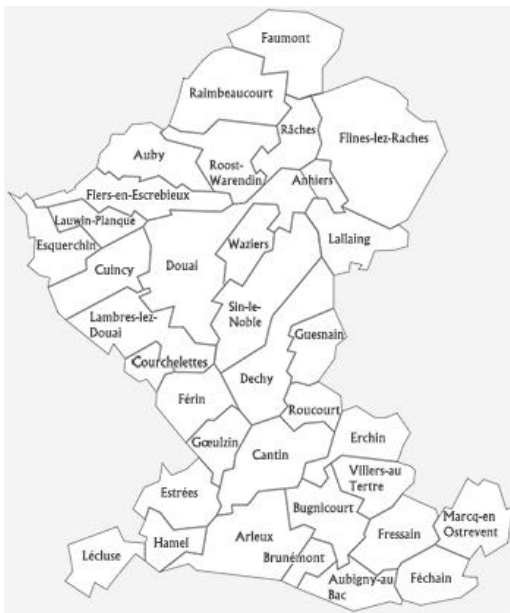 Faumont
Raimbeaucourt
Râches
Flines-lez-Raches
Auby
Roost-
Warendin
Anhiers
Flers-en-Escrebieux
Lauwin-Planque
Esquerchin
Waziers
Lallaing
Cuincy
Douai
Lambres-lez-
Douai
Sin-le-
Noble
Guesnain
Courchelettes
Dechy
Férin
Roucourt
Gœulzin
Cantin
Erchin
Villers-au
Tertre
Estrées
Bugnicourt
Marcq-en
Ostrevent
Lécluse
Hamel
Arleux
Fressain
Brunémont
Aubigny-au
Bac
Féchain